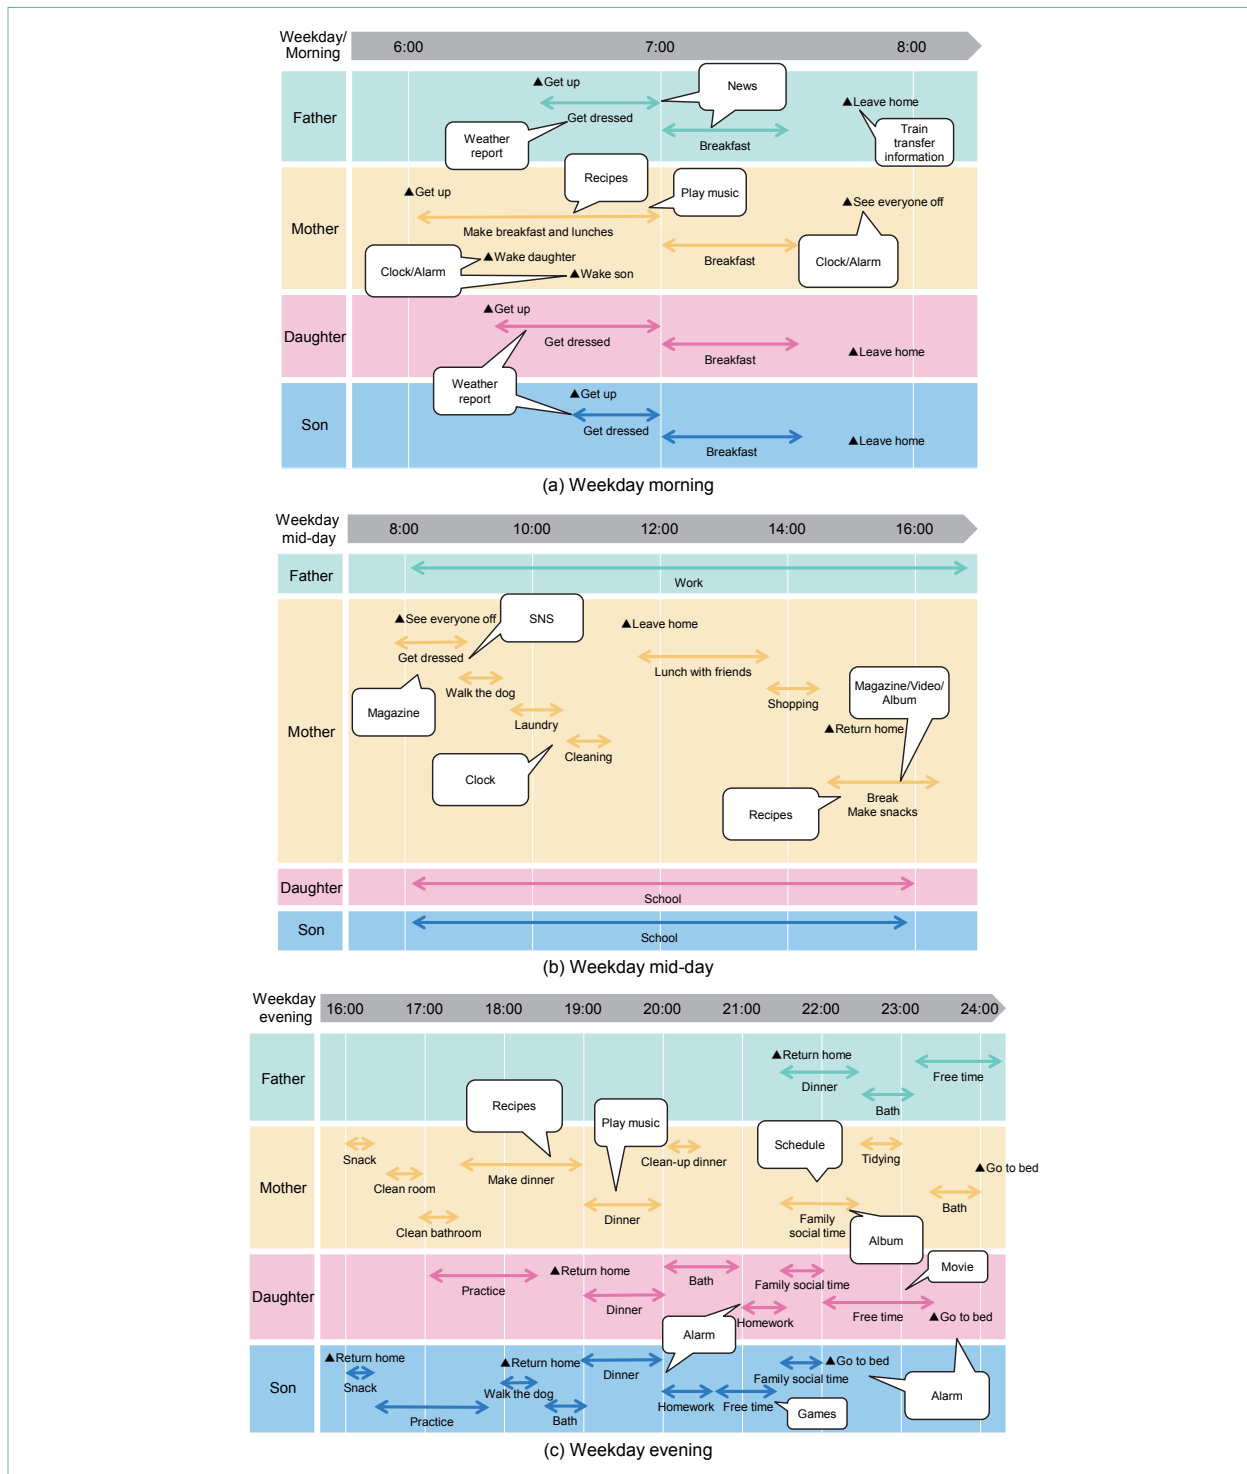 Weekday/
Morning
6:00
7:00
8:00
Father
▲Get up
News
▲Leave home
Get dressed
Weather
report
Breakfast
Train
transfer
information
Mother
Recipes
▲Get up
Play music
▲See everyone off
Make breakfast and lunches
▲Wake daughter
Breakfast
Clock/Alarm
Clock/Alarm
▲Wake son
Daughter
▲Get up
Get dressed
Breakfast
▲Leave home
Weather
report
Son
▲Get up
Get dressed
Breakfast
▲Leave home
(a) Weekday morning
Weekday
mid-day
8:00
10:00
12:00
14:00
16:00
Father
Work
Mother
▲See everyone off
SNS
▲Leave home
Get dressed
Lunch with friends
Walk the dog
Magazine
Shopping
Magazine/Video/
Album
Laundry
▲Return home
Cleaning
Clock
Break
Make snacks
Recipes
Daughter
School
Son
School
(b) Weekday mid-day
Weekday
evening
16:00
17:00
18:00
19:00
20:00
21:00
22:00
23:00
24:00
Father
▲Return home
Dinner
Free time
Bath
Mother
Recipes
Play music
Schedule
Snack
Clean-up dinner
Tidying
Clean room
Make dinner
▲Go to bed
Clean bathroom
Dinner
Family
social time
Bath
Album
Daughter
Movie
▲Return home
Bath
Family social time
Practice
Dinner
Homework
Free time
▲Go to bed
Alarm
Son
▲Return home
▲Return home
Dinner
Family social time
▲Go to bed
Snack
Walk the dog
Practice
Bath
Homework
Free time
Games
Alarm
(c) Weekday evening